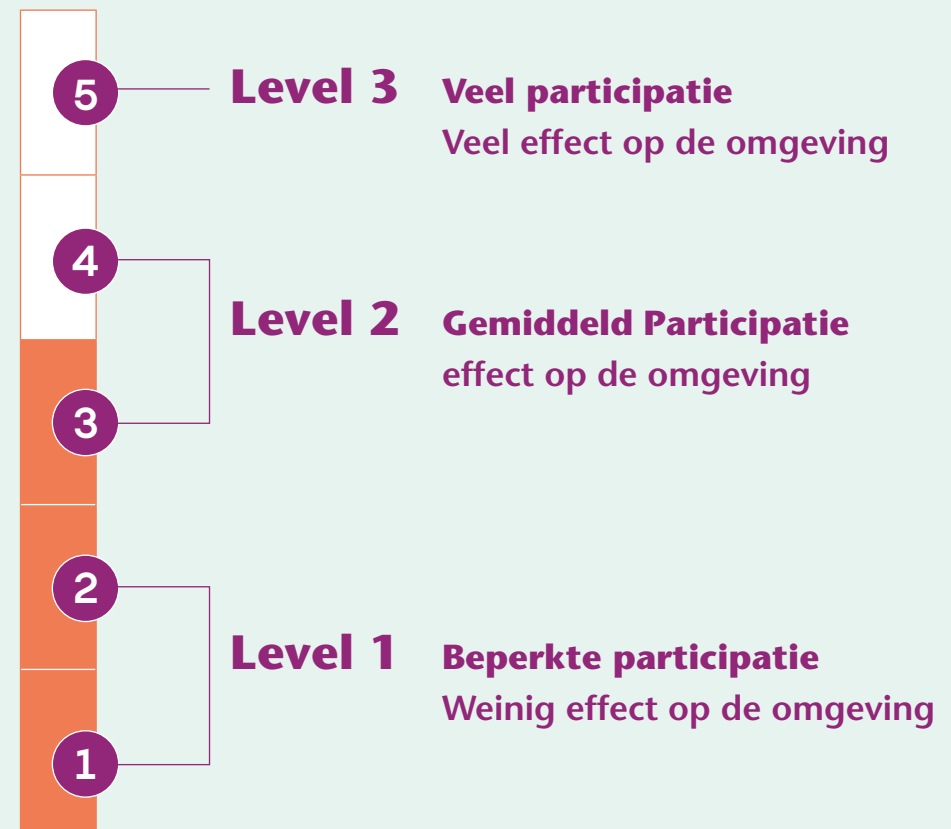 5 Level 3 Veel participatie
Veel effect op de omgeving
4
Level 2 Gemiddeld Participatie
effect op de omgeving
3
2
Level 1 Beperkte participatie
Weinig effect op de omgeving
1